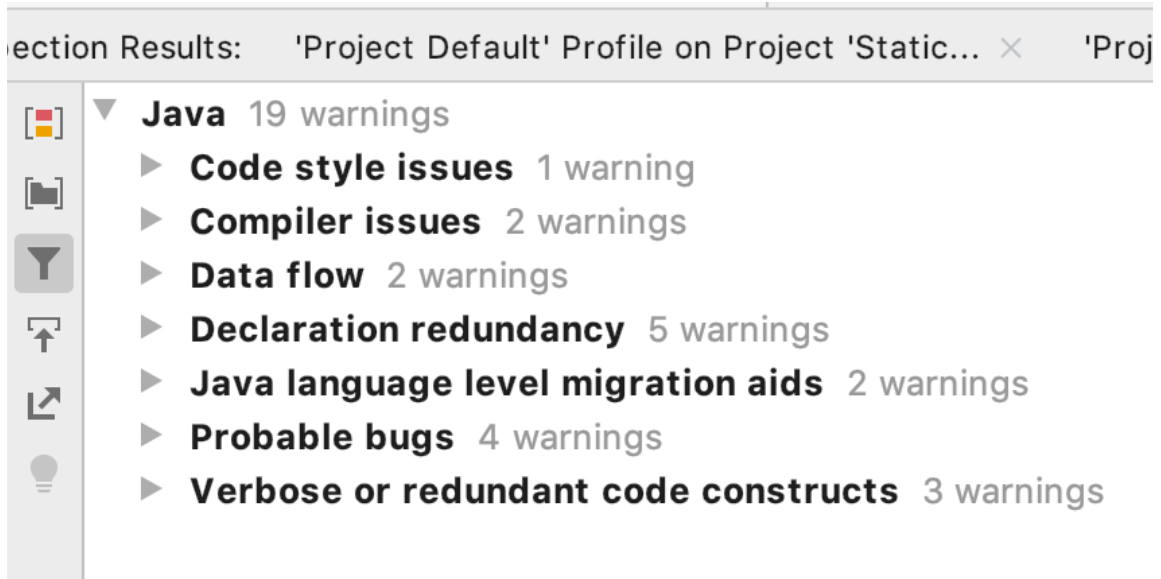 ection Results: 'Project Default' Profile on Project 'Static... 'Proj
Java 19 warnings
Code style issues 1 warning
Compiler issues 2 warnings
Data flow 2 warnings
Declaration redundancy 5 warnings
Java language level migration aids 2 warnings
Probable bugs 4 warnings
Verbose or redundant code constructs 3 warnings